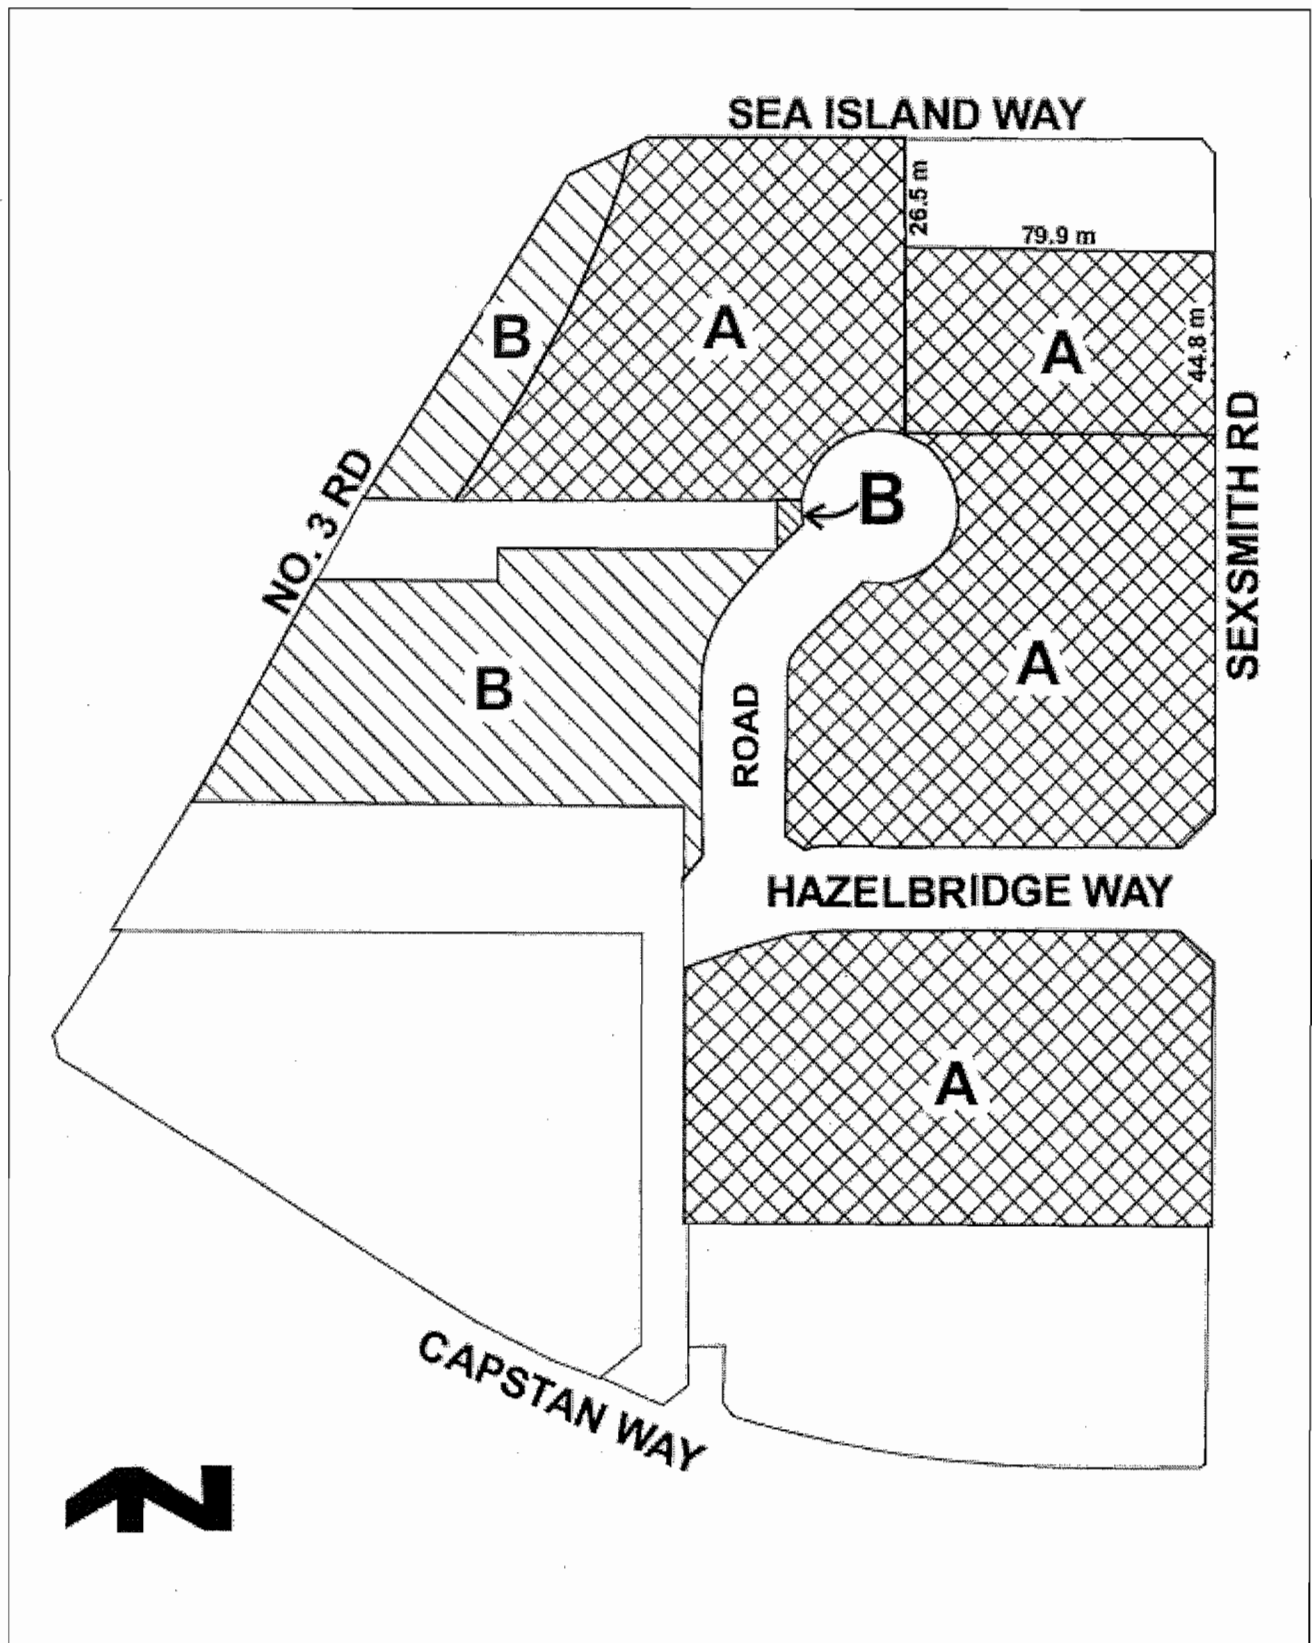 SEA ISLAND WAY
26.5 m
79.9 m
B
A
A
44.8 m
NO. 3 RD
B
SEXSMITH RD
A
B
ROAD
HAZELBRIDGE WAY
A
CAPSTAN WAY
N